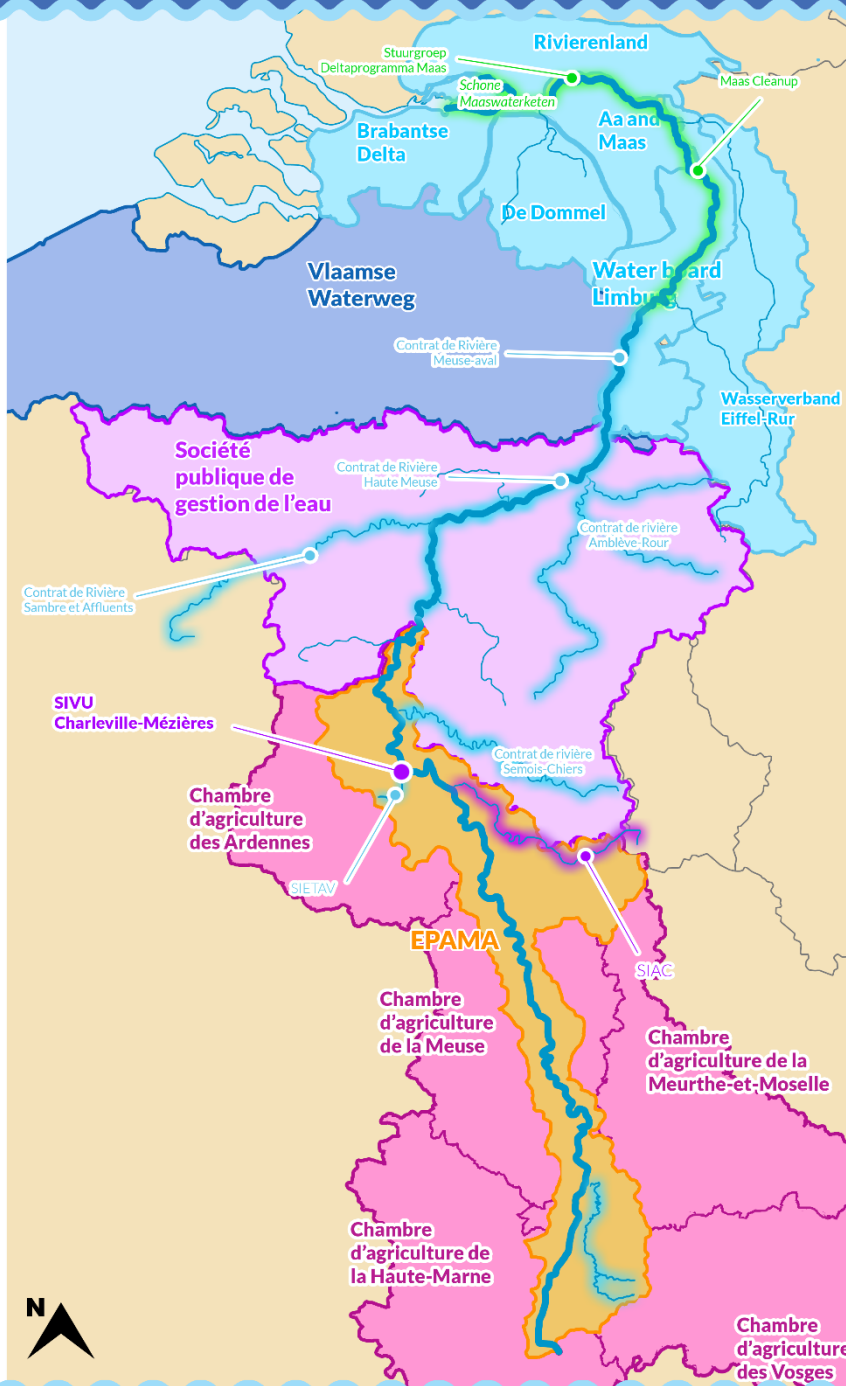 Rivierenland
Stuurgroep
Deltaprogramma Maas
Schone
Maaswaterketen
Maas Cleanup
Aa and
Maas
Brabantse
Delta
De Dommel
Vlaamse
Waterweg
Water board
Limburg
Contrat de Rivière
Meuse-aval
Wasserverband
Eiffel-Rur
Société
publique de
gestion de l'eau
Contrat de Rivière
Haute Meuse
Contrat de rivière
Amblève-Rour
Contrat de Rivière
Sambre et Affluents
SIVU
Charleville-Mézières
Contrat de rivière
Semois-Chiers
Chambre
d'agriculture
des Ardennes
SIETAV
EPAMA
SIAC
Chambre
d'agriculture
de la Meuse
Chambre
d'agriculture de la
Meurthe-et-Moselle
Chambre
d'agriculture de
la Haute-Marne
N
Chambre
d'agriculture
des Vosges